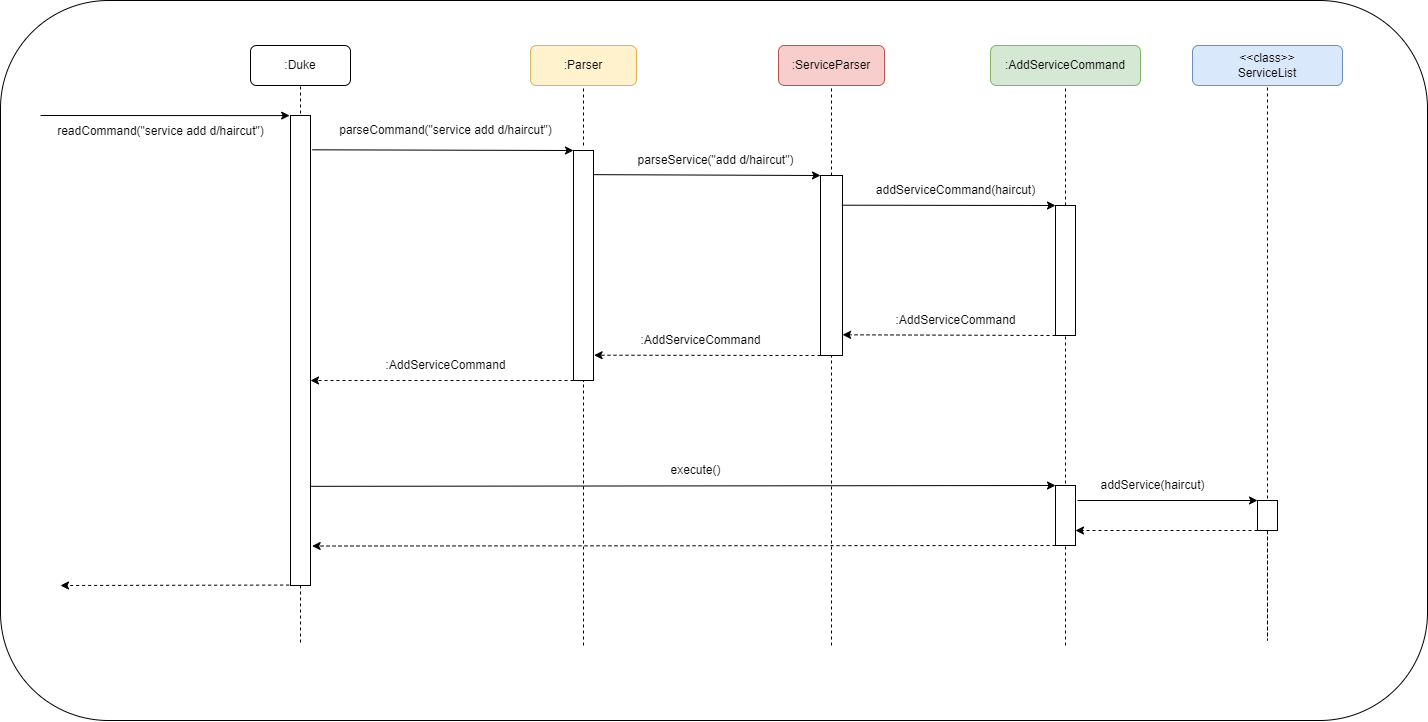 :Duke
:Parser
:ServiceParser
:AddServiceCommand
<<class>>
ServiceList
readCommand("service add d/haircut")
parseCommand("service add d/haircut")
parseService("add d/haircut")
addServiceCommand(haircut)
:AddServiceCommand
:AddServiceCommand
:AddServiceCommand
execute()
addService(haircut)